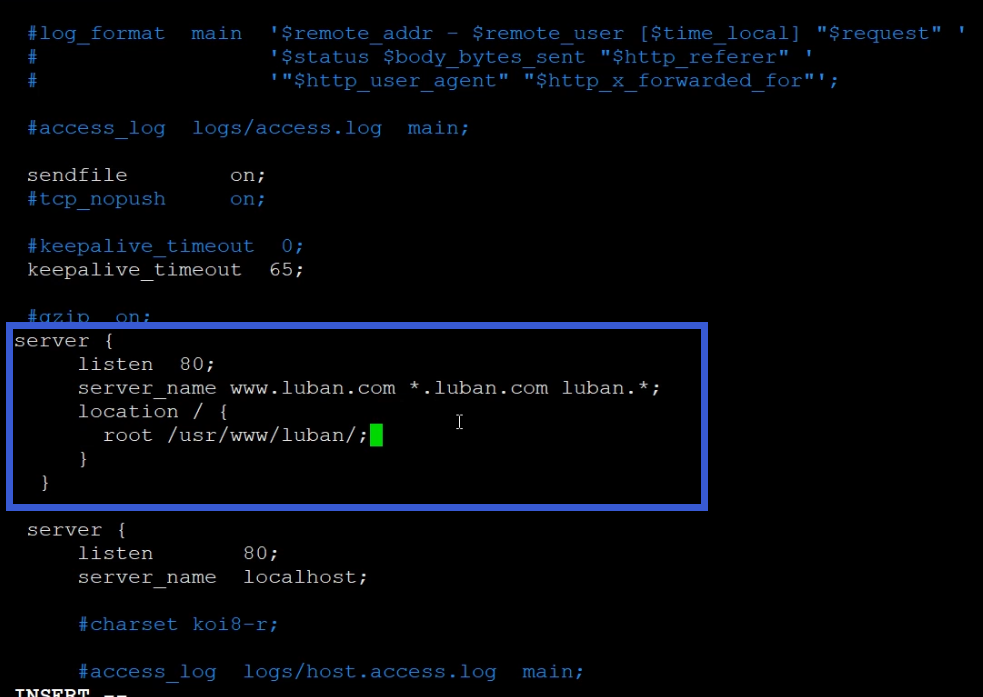 #log_format  main  '$remote_addr - $remote_user [$time_local] "$request" '
#                  '$status $body_bytes_sent "$http_referer" '
#                  '"$http_user_agent" "$http_x_forwarded_for"';
#access_log  logs/access.log  main;
sendfile        on;
#tcp_nopush     on;
#keepalive_timeout  0;
keepalive_timeout  65;
#gzip  on;
server {
     listen  80;
     server_name www.luban.com *.luban.com luban.*;
     location / {
       root /usr/www/luban/;
     }
  }
server {
    listen       80;
    server_name  localhost;
    #charset koi8-r;
    #access_log  logs/host.access.log  main;
INSERT --